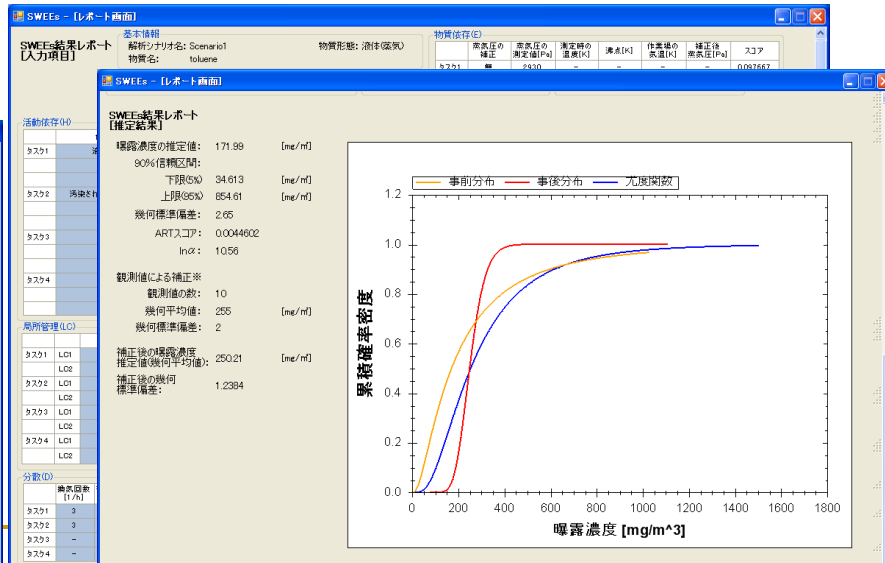 SWEEs - [レポート画面]
SWEEs結果レポート
[入力項目]
基本情報
解析シナリオ名: Scenario1
物質形態: 液体(蒸気)
物質名: toluene
物質依存(E)
蒸気圧の補正 蒸気圧の測定値[Pa] 測定時の温度[K] 沸点[K] 作業場の気温[K] 補正後蒸気圧[Pa] スコア
タスク1 無 2930 - - - - 0.097667
活動依存(H)
タスク1
タスク2 汚染され
タスク3
タスク4
局所管理(LC)
タスク1 LC1
LC2
タスク2 LC1
LC2
タスク3 LC1
LC2
タスク4 LC1
LC2
分散(D)
換気回数
[1/h]
タスク1 3
タスク2 3
タスク3 -
タスク4 -
SWEEs - [レポート画面]
SWEEs結果レポート
[推定結果]
曝露濃度の推定値: 171.99 [mg/㎥]
90%信頼区間:
下限(5%) 34.613 [mg/㎥]
上限(95%) 854.61 [mg/㎥]
幾何標準偏差: 2.65
ARTスコア: 0.0044602
lnα: 10.56
観測値による補正※
観測値の数: 10
幾何平均値: 255 [mg/㎥]
幾何標準偏差: 2
補正後の曝露濃度
推定値(幾何平均値): 250.21 [mg/㎥]
補正後の幾何
標準偏差: 1.2384
事前分布 事後分布 尤度関数
累積確率密度
1.2
1.0
0.8
0.6
0.4
0.2
0.0
0 200 400 600 800 1000 1200 1400 1600 1800
曝露濃度 [mg/m^3]